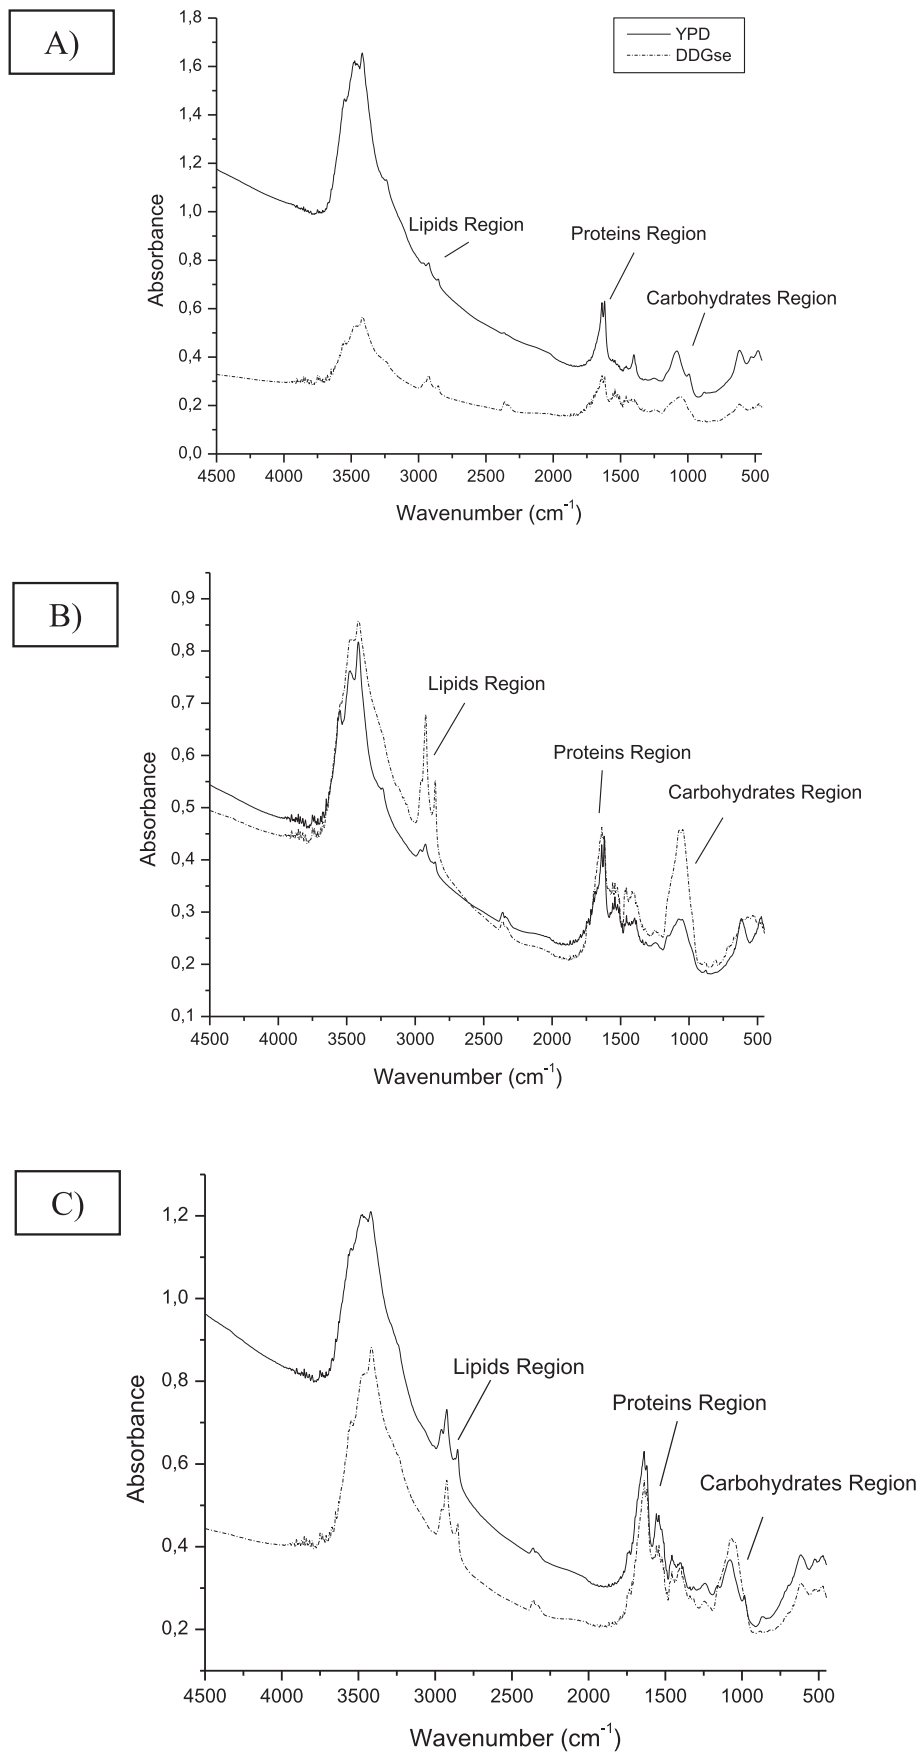 A)
YPD
DDGse
1,8
1,6
1,4
1,2
1,0
0,8
0,6
0,4
0,2
0,0
Absorbance
Lipids Region
Proteins Region
Carbohydrates Region
4500 4000 3500 3000 2500 2000 1500 1000 500
Wavenumber (cm-1)
B)
0,9
0,8
0,7
0,6
0,5
0,4
0,3
0,2
0,1
Absorbance
Lipids Region
Proteins Region
Carbohydrates Region
4500 4000 3500 3000 2500 2000 1500 1000 500
Wavenumber (cm-1)
C)
1,2
1,0
0,8
0,6
0,4
0,2
Absorbance
Lipids Region
Proteins Region
Carbohydrates Region
4500 4000 3500 3000 2500 2000 1500 1000 500
Wavenumber (cm-1)